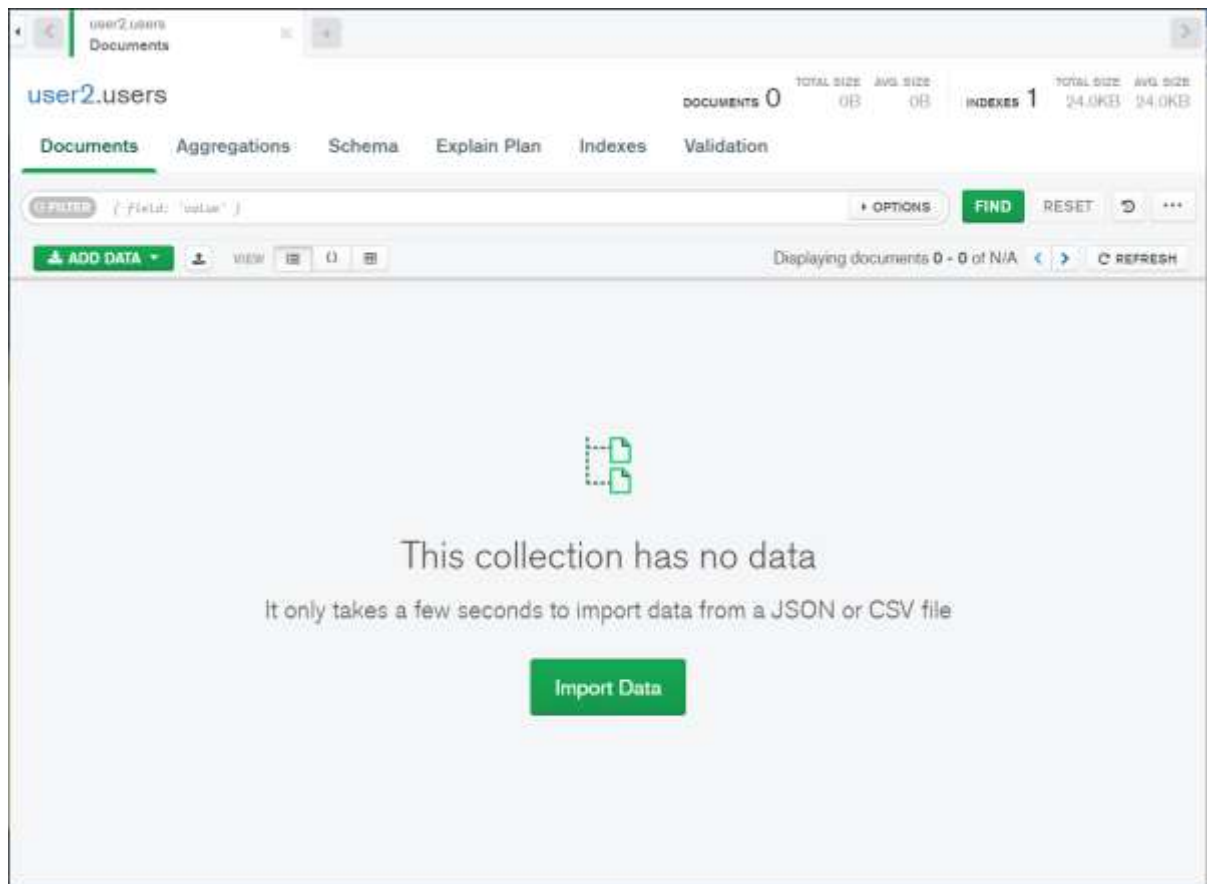 user2.users
Documents
user2.users
DOCUMENTS 0 TOTAL SIZE 0B AVG. SIZE 0B INDEXES 1 TOTAL SIZE 24.0KB AVG. SIZE 24.0KB
Documents Aggregations Schema Explain Plan Indexes Validation
FILTER { field: 'value' } OPTIONS FIND RESET ...
ADD DATA VIEW {} Displaying documents 0 - 0 of N/A < > REFRESH
This collection has no data
It only takes a few seconds to import data from a JSON or CSV file
Import Data